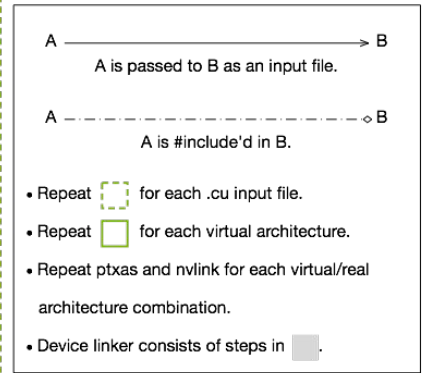 A B
A is passed to B as an input file.
A B
A is #include'd in B.
• Repeat for each .cu input file.
• Repeat for each virtual architecture.
• Repeat ptxas and nvlink for each virtual/real
architecture combination.
• Device linker consists of steps in .